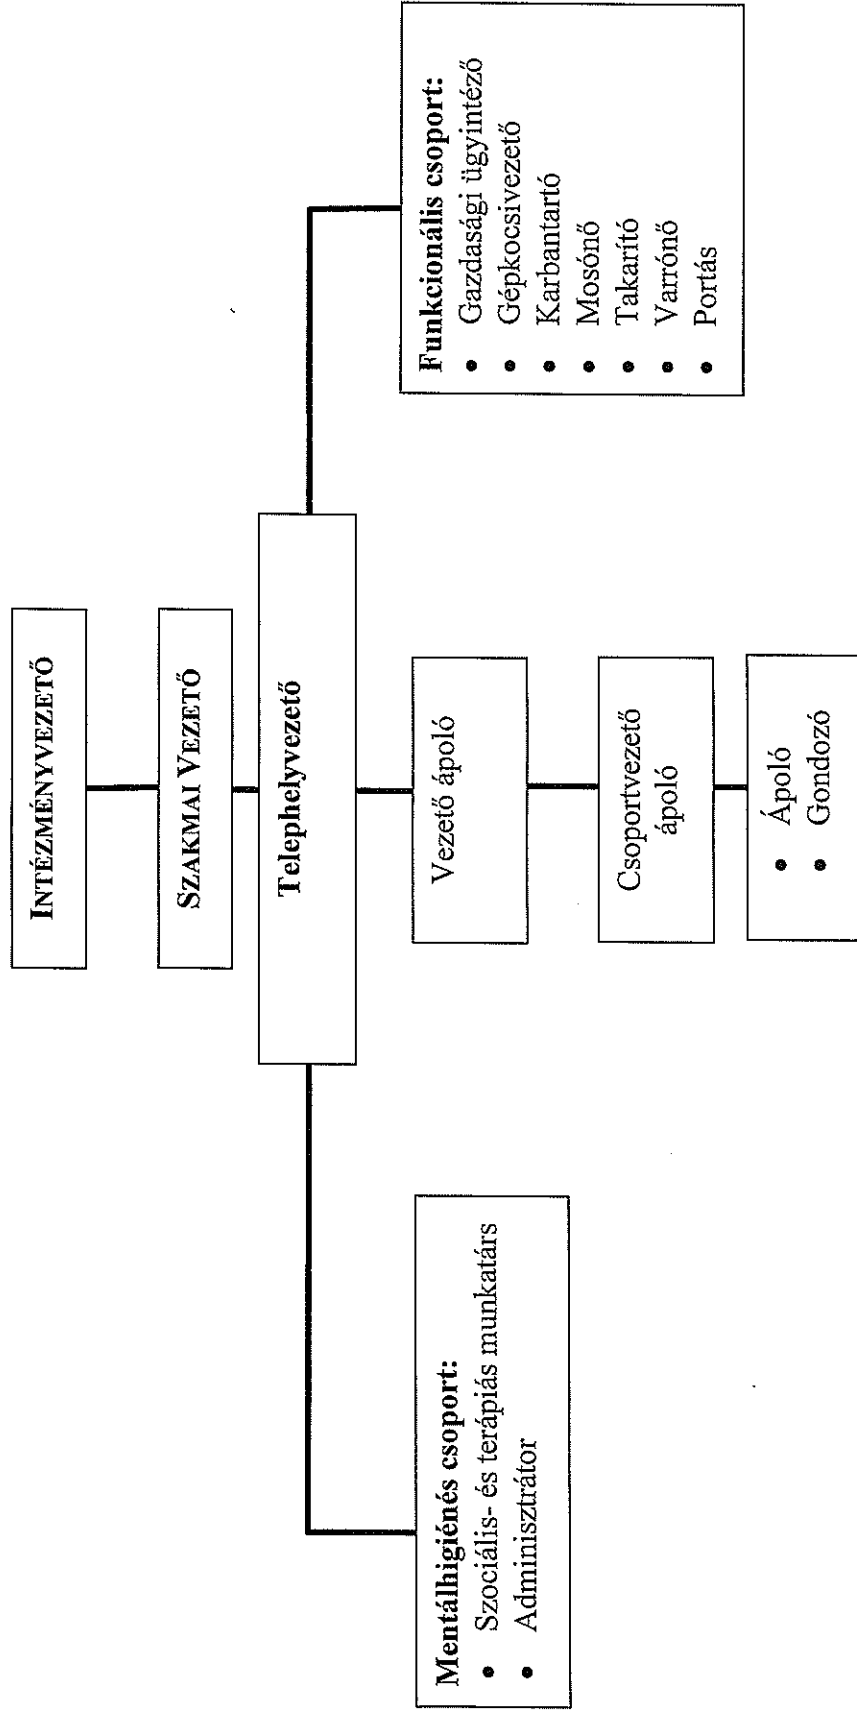 INTÉZMÉNYVEZETŐ
SZAKMAI VEZETŐ
Telephelyvezető
Mentálhigiénés csoport:
• Szociális- és terápiás munkatárs
• Adminisztrátor
Vezető ápoló
Csoportvezető
ápoló
• Ápoló
• Gondozó
Funkcionális csoport:
• Gazdasági ügyintéző
• Gépkocsivezető
• Karbantartó
• Mosónő
• Takarító
• Varrónő
• Portás